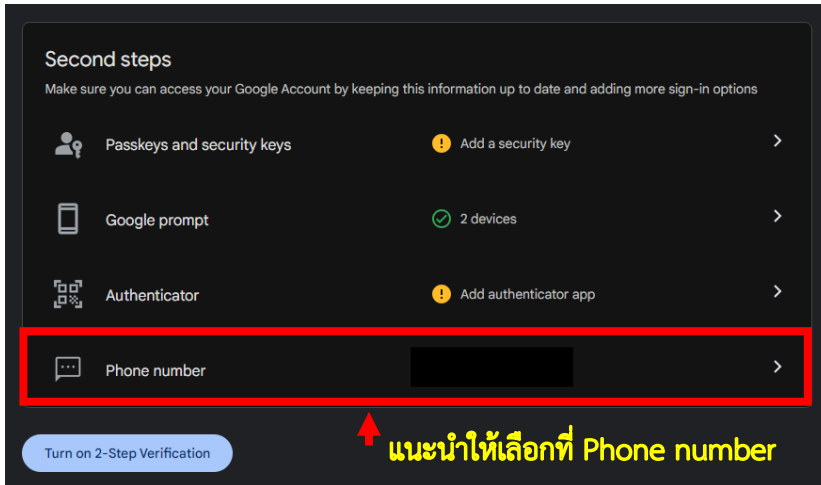 Second steps
Make sure you can access your Google Account by keeping this information up to date and adding more sign-in options
Passkeys and security keys
! Add a security key
Google prompt
2 devices
Authenticator
! Add authenticator app
Phone number
แนะนำให้เลือกที่ Phone number
Turn on 2-Step Verification